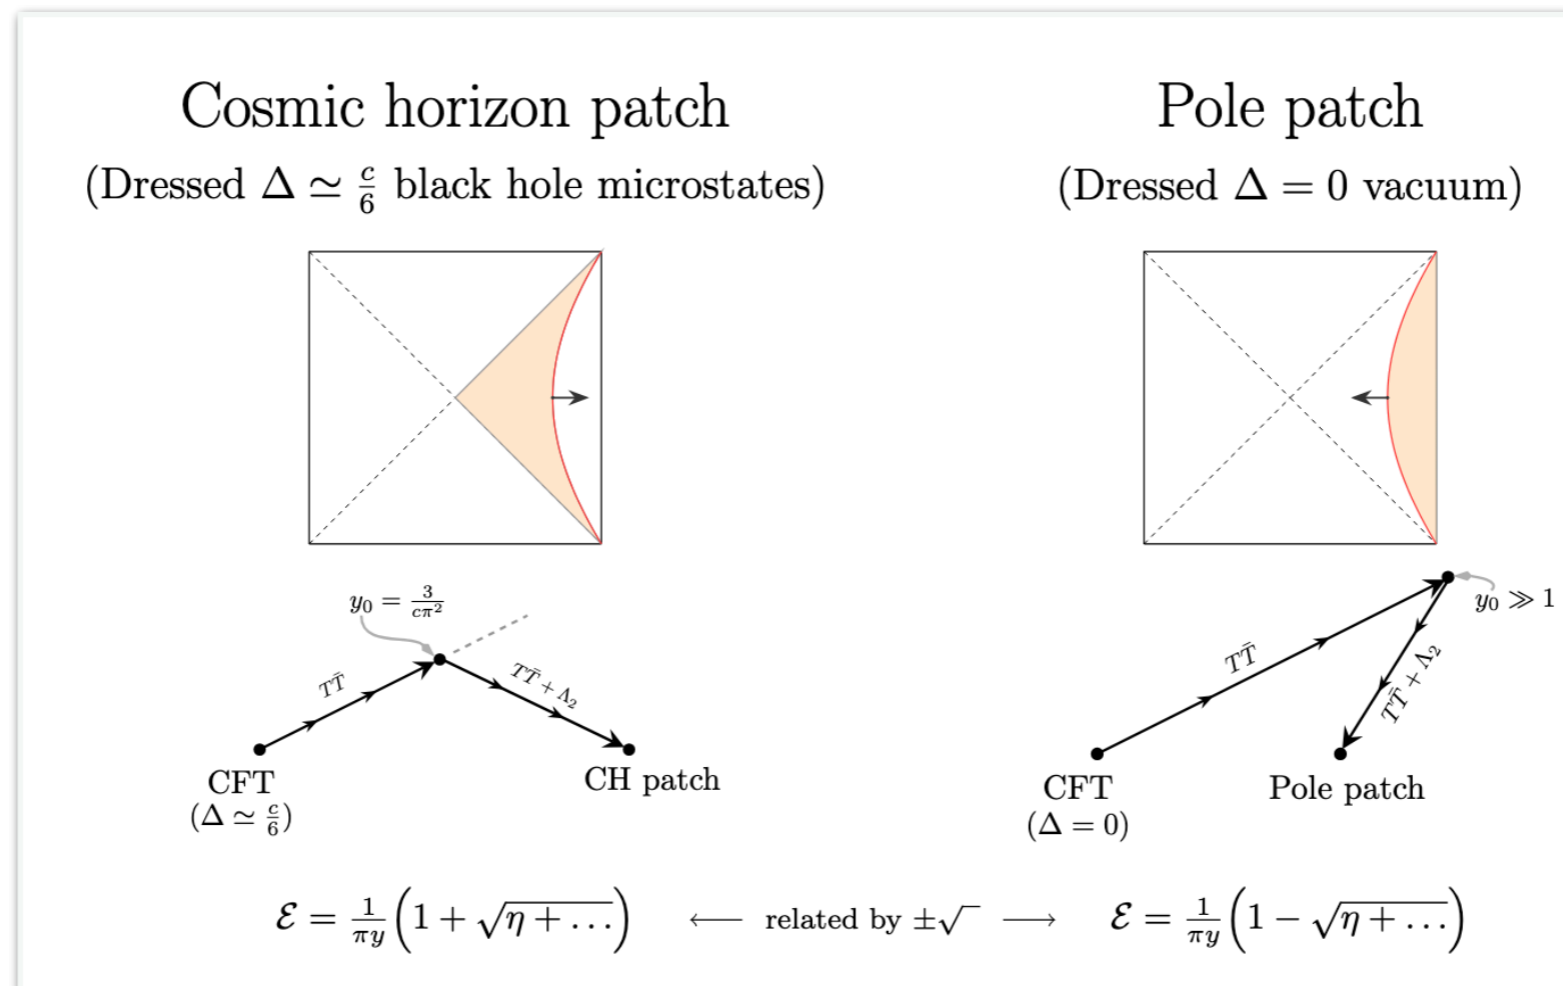 Cosmic horizon patch
(Dressed Δ ≃ c/6 black hole microstates)
y₀ = 3/(cπ²)
TT̄
TT̄ + Λ₂
CFT
(Δ ≃ c/6)
CH patch
ℰ = 1/(πy) (1 + √(η + …))
⟵ related by ±√ ⟶
Pole patch
(Dressed Δ = 0 vacuum)
y₀ ≫ 1
TT̄
TT̄ + Λ₂
CFT
(Δ = 0)
Pole patch
ℰ = 1/(πy) (1 − √(η + …))